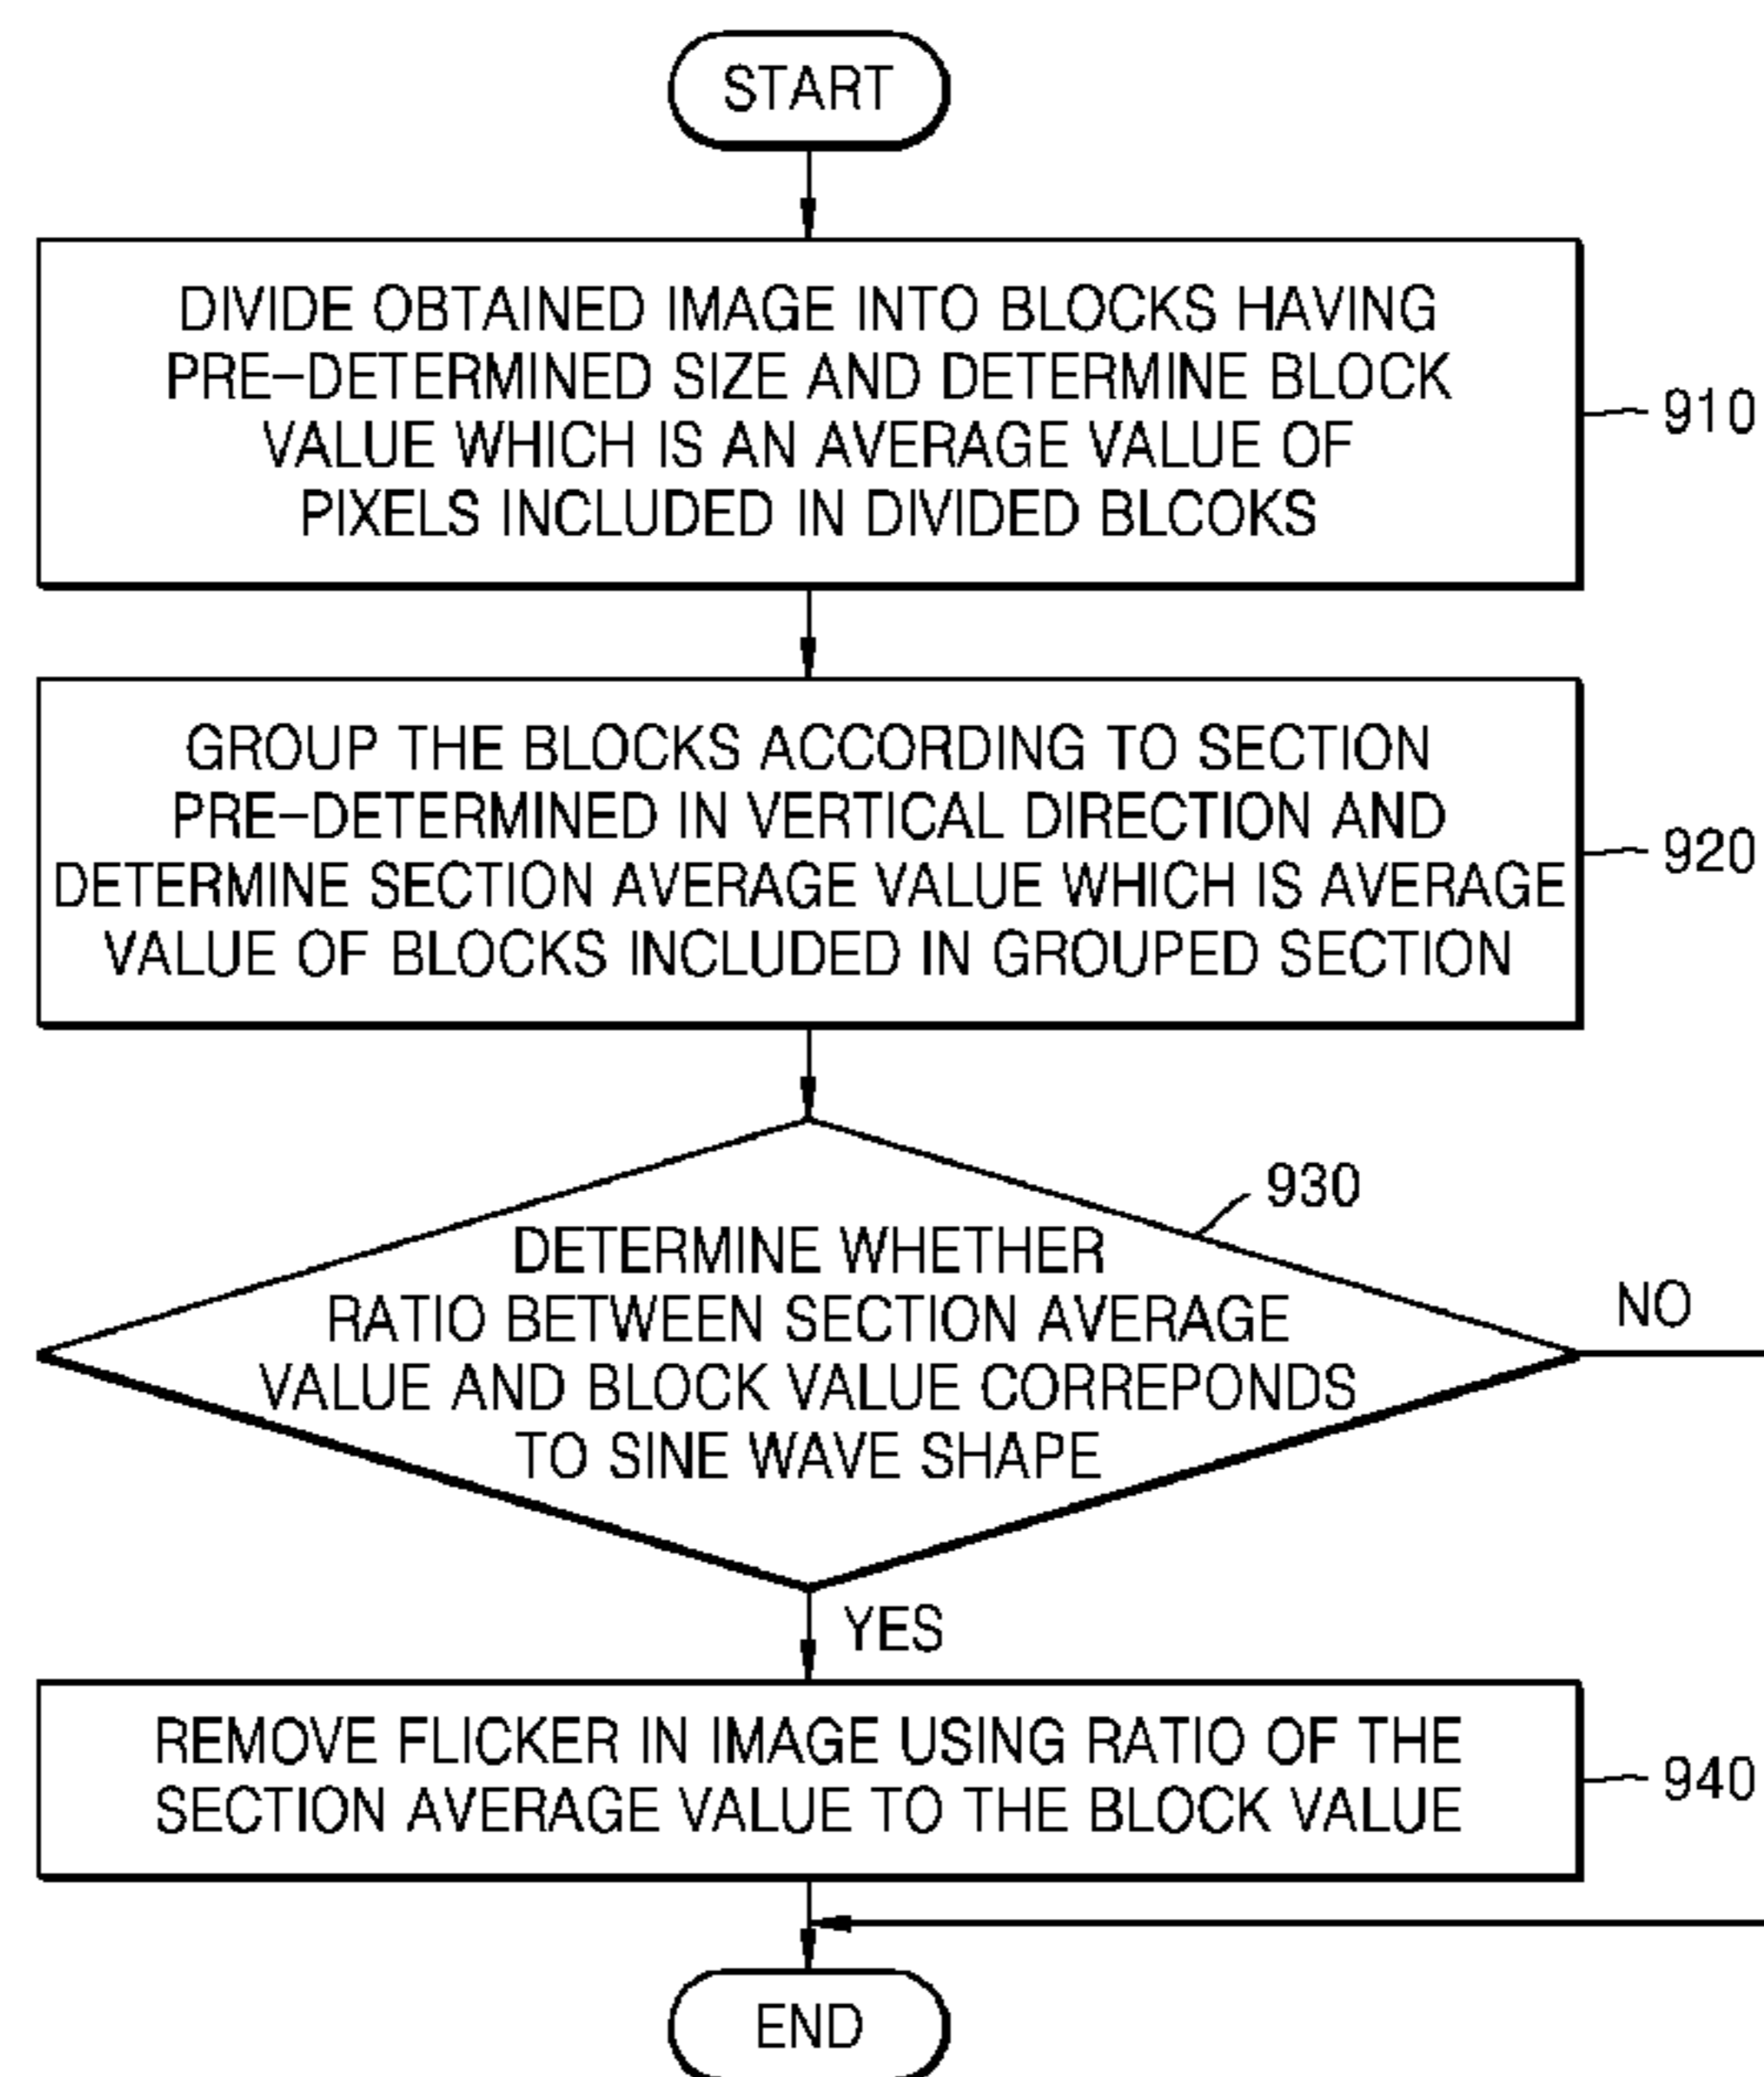 START
DIVIDE OBTAINED IMAGE INTO BLOCKS HAVING
PRE-DETERMINED SIZE AND DETERMINE BLOCK
VALUE WHICH IS AN AVERAGE VALUE OF
PIXELS INCLUDED IN DIVIDED BLCOKS
910
GROUP THE BLOCKS ACCORDING TO SECTION
PRE-DETERMINED IN VERTICAL DIRECTION AND
DETERMINE SECTION AVERAGE VALUE WHICH IS AVERAGE
VALUE OF BLOCKS INCLUDED IN GROUPED SECTION
920
930
DETERMINE WHETHER
RATIO BETWEEN SECTION AVERAGE
VALUE AND BLOCK VALUE CORREPONDS
TO SINE WAVE SHAPE
NO
YES
REMOVE FLICKER IN IMAGE USING RATIO OF THE
SECTION AVERAGE VALUE TO THE BLOCK VALUE
940
END